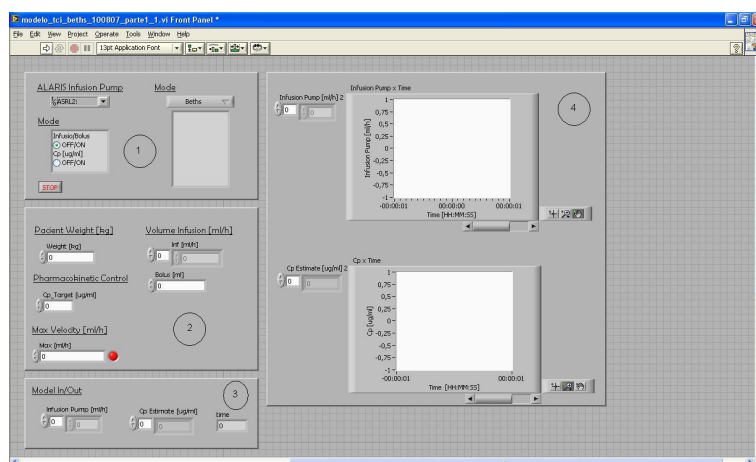 modelo_tci_beths_100807_parte1_1.vi Front Panel *
File Edit View Project Operate Tools Window Help
13pt Application Font
ALARIS Infusion Pump
ASRL2:
Mode
Beths
Mode
Infusio/Bolus
OFF/ON
Cp [ug/ml]
OFF/ON
STOP
1
Pacient Weight [kg]
Weight [kg]
0
Volume Infusion [ml/h]
Inf [ml/h]
0 0
Pharmacokinetic Control
Cp_Target [ug/ml]
0
Bolus [ml]
0
Max Velocity [ml/h]
Max [ml/h]
0
2
Model In/Out
Infusion Pump [ml/h]
0 0
Cp Estimate [ug/ml]
0 0
time
0
3
Infusion Pump [ml/h] 2
0 0
Infusion Pump x Time
Infusion Pump [ml/h]
1
0,75
0,5
0,25
0
-0,25
-0,5
-0,75
-1
-00:00:01 00:00:00 00:00:01
Time [HH:MM:SS]
4
Cp Estimate [ug/ml] 2
0 0
Cp x Time
Cp [ug/ml]
1
0,75
0,5
0,25
0
-0,25
-0,5
-0,75
-1
-00:00:01 00:00:01
Time [HH:MM:SS]